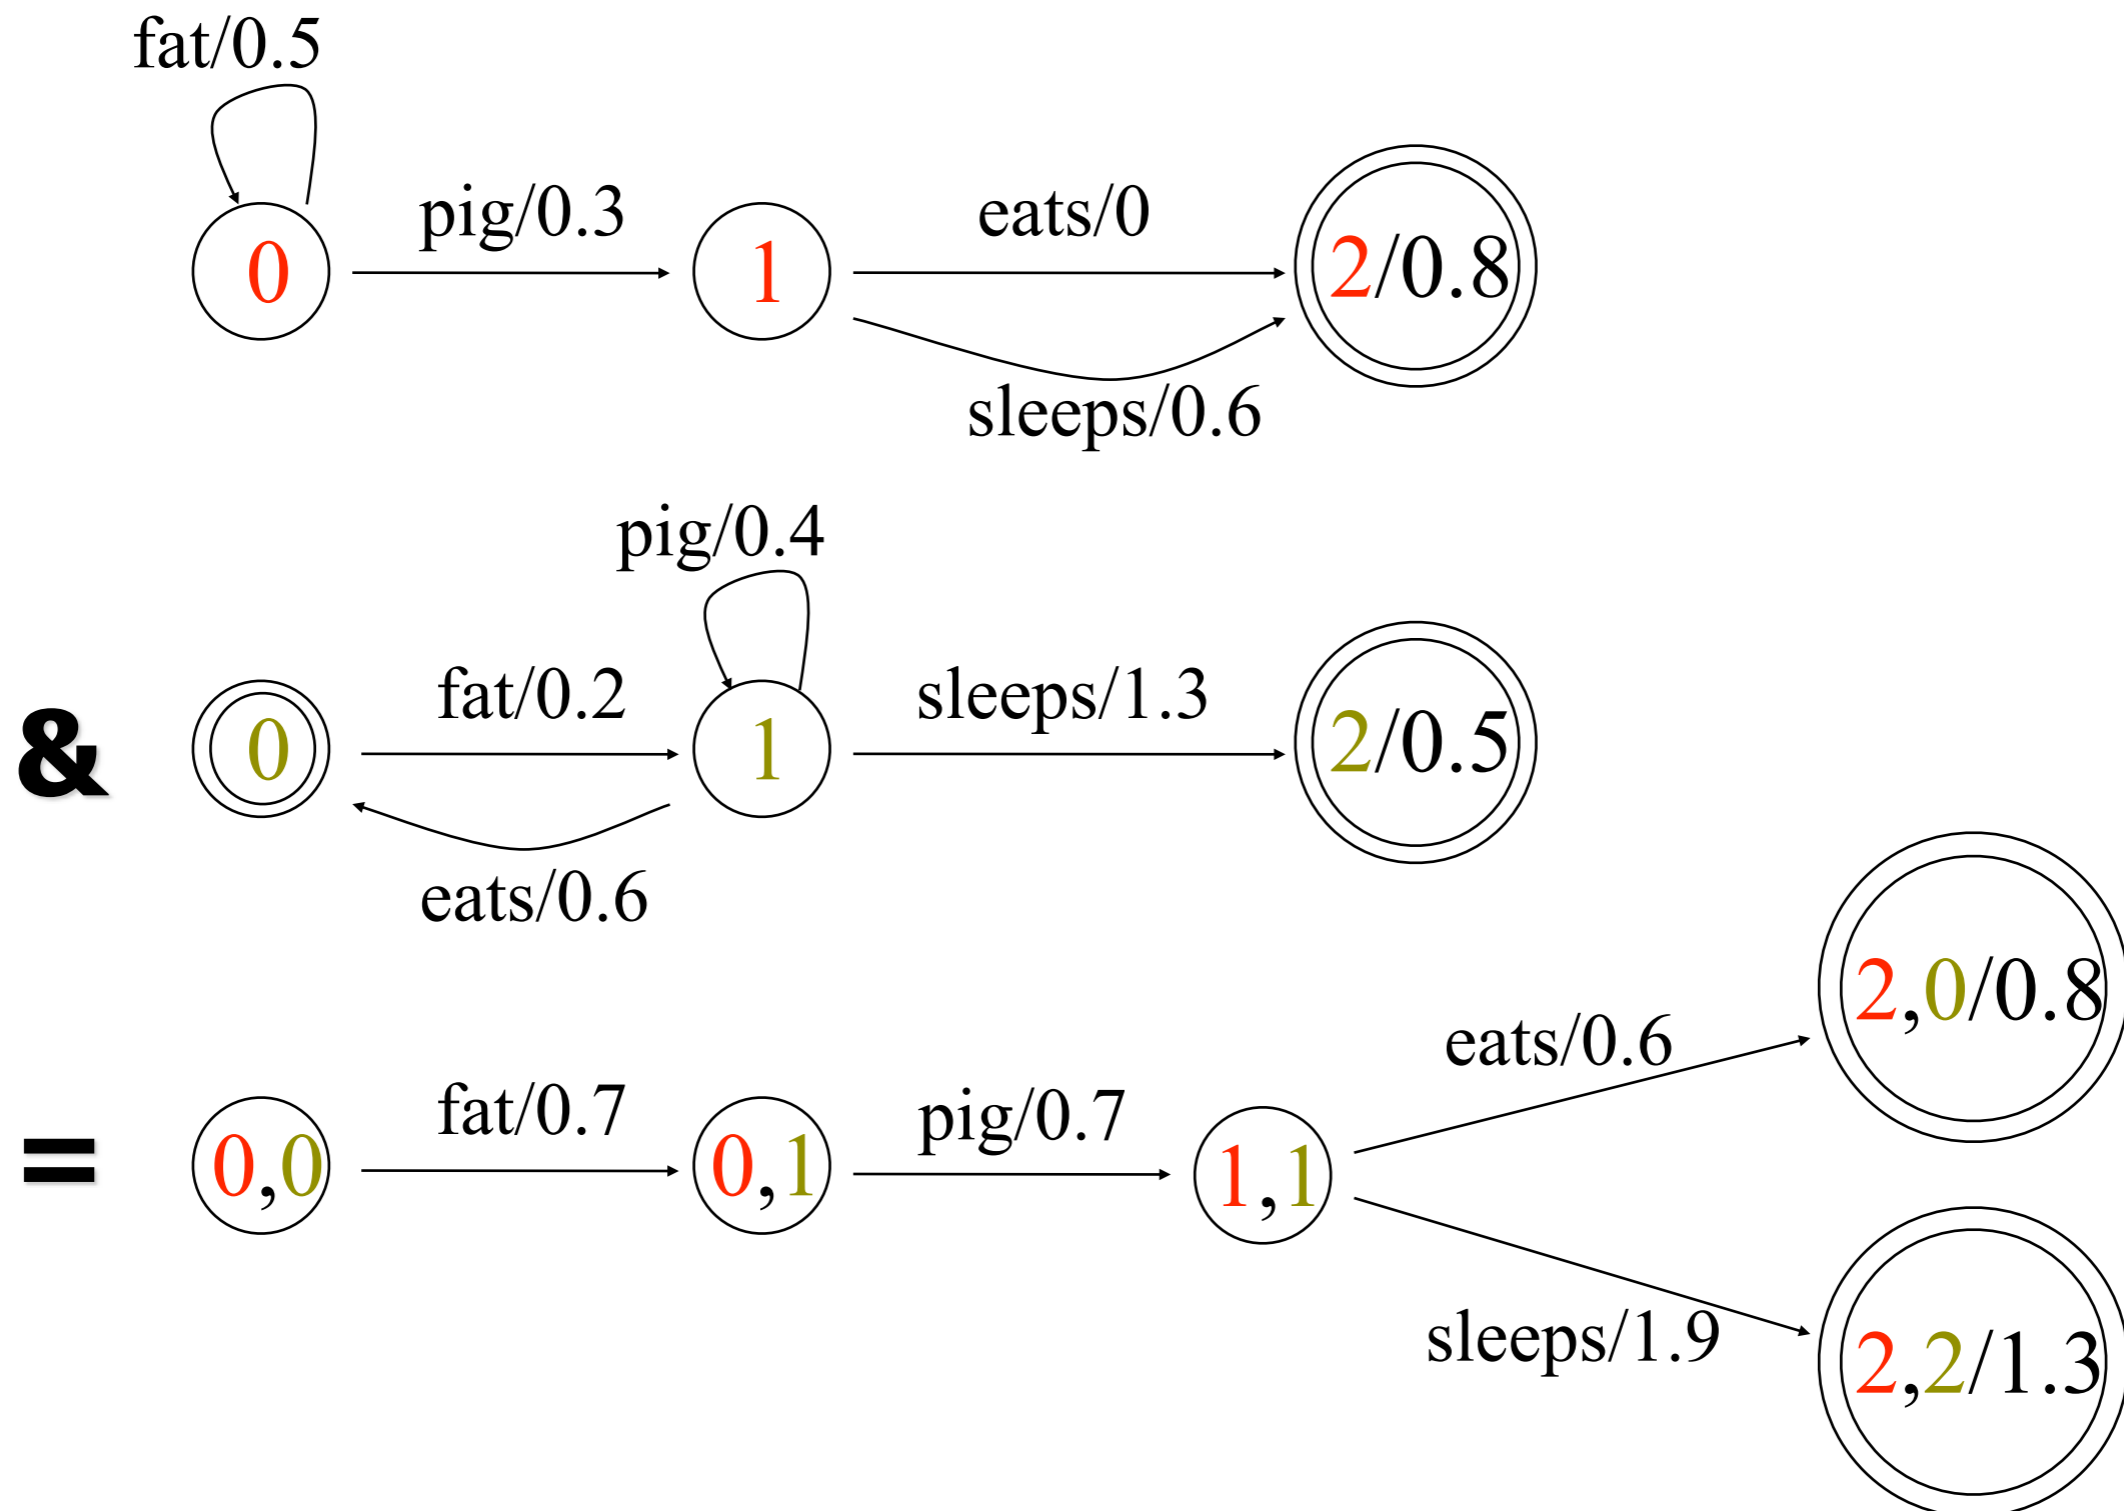 fat/0.5
0 pig/0.3 1 eats/0 2/0.8
sleeps/0.6
pig/0.4
& 0 fat/0.2 1 sleeps/1.3 2/0.5
eats/0.6
2,0/0.8
eats/0.6
= 0,0 fat/0.7 0,1 pig/0.7 1,1
sleeps/1.9
2,2/1.3